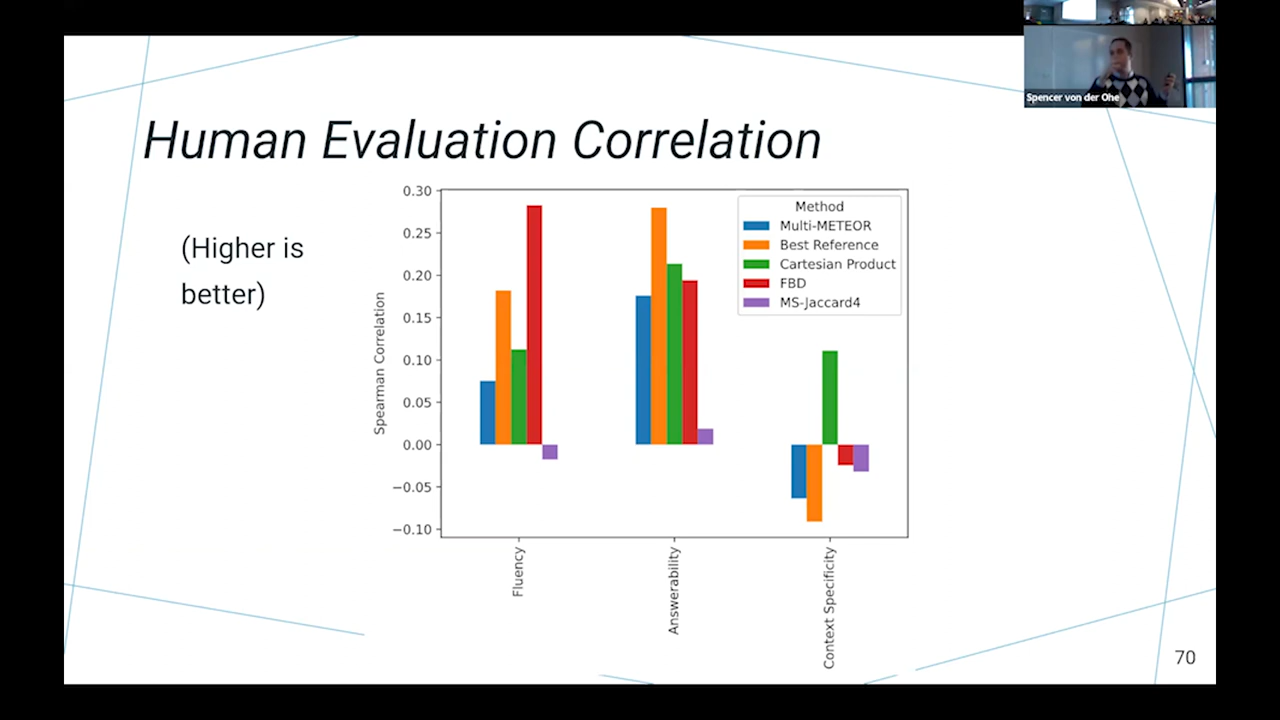 Spencer von der Ohe
Human Evaluation Correlation
(Higher is
better)
Spearman Correlation
0.30
0.25
0.20
0.15
0.10
0.05
0.00
−0.05
−0.10
Method
Multi-METEOR
Best Reference
Cartesian Product
FBD
MS-Jaccard4
Fluency
Answerability
Context Specificity
70